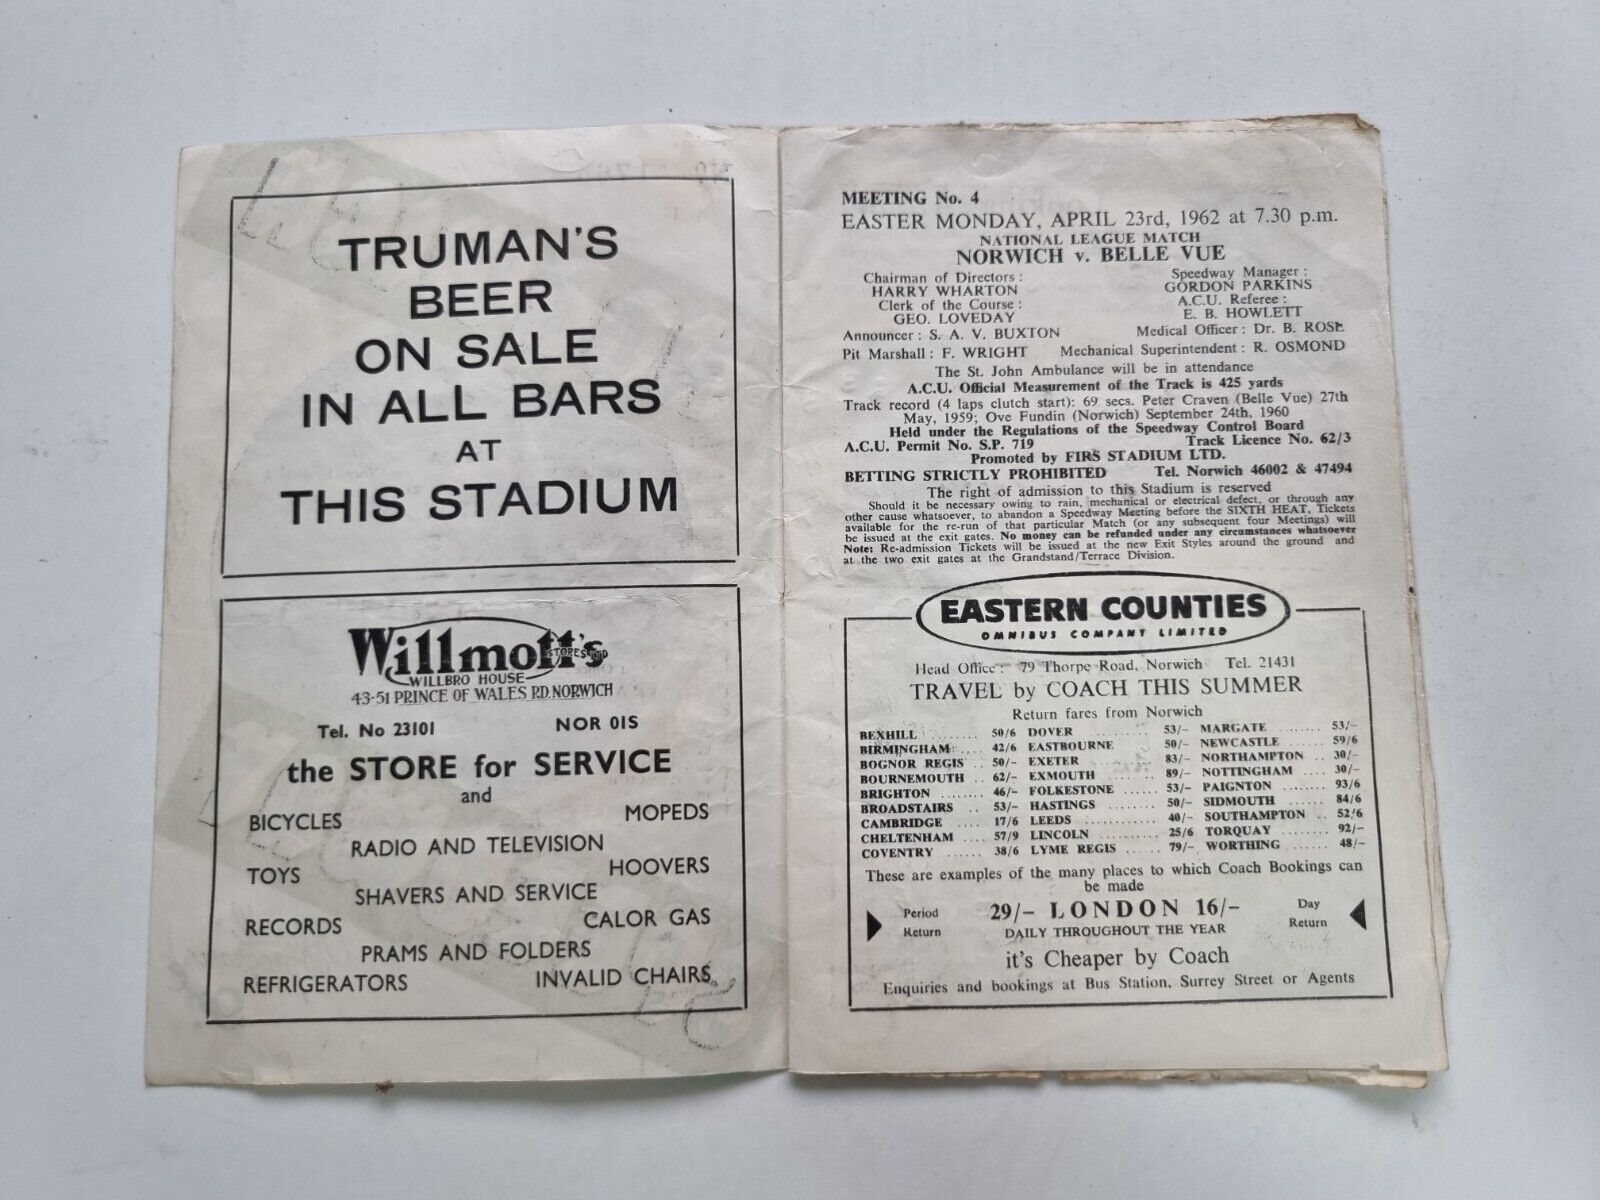 TRUMAN'S
BEER
ON SALE
IN ALL BARS
AT
THIS STADIUM
Willmott's
STORES LTD
WILLBRO HOUSE
43-51 PRINCE OF WALES RD. NORWICH
Tel. No 23101 NOR 01S
the STORE for SERVICE
and
BICYCLES MOPEDS
RADIO AND TELEVISION
TOYS HOOVERS
SHAVERS AND SERVICE
RECORDS CALOR GAS
PRAMS AND FOLDERS
REFRIGERATORS INVALID CHAIRS
MEETING No. 4
EASTER MONDAY, APRIL 23rd, 1962 at 7.30 p.m.
NATIONAL LEAGUE MATCH
NORWICH v. BELLE VUE
Chairman of Directors : Speedway Manager :
HARRY WHARTON GORDON PARKINS
Clerk of the Course : A.C.U. Referee :
GEO. LOVEDAY E. B. HOWLETT
Announcer : S. A. V. BUXTON Medical Officer : Dr. B. ROSE
Pit Marshall : F. WRIGHT Mechanical Superintendent : R. OSMOND
The St. John Ambulance will be in attendance
A.C.U. Official Measurement of the Track is 425 yards
Track record (4 laps clutch start): 69 secs. Peter Craven (Belle Vue) 27th
May, 1959; Ove Fundin (Norwich) September 24th, 1960
Held under the Regulations of the Speedway Control Board
A.C.U. Permit No. S.P. 719 Track Licence No. 62/3
Promoted by FIRS STADIUM LTD.
BETTING STRICTLY PROHIBITED Tel. Norwich 46002 & 47494
The right of admission to this Stadium is reserved
Should it be necessary owing to rain, mechanical or electrical defect, or through any
other cause whatsoever, to abandon a Speedway Meeting before the SIXTH HEAT, Tickets
available for the re-run of that particular Match (or any subsequent four Meetings) will
be issued at the exit gates. No money can be refunded under any circumstances whatsoever
Note: Re-admission Tickets will be issued at the new Exit Styles around the ground and
at the two exit gates at the Grandstand/Terrace Division.
EASTERN COUNTIES
OMNIBUS COMPANY LIMITED
Head Office : 79 Thorpe Road, Norwich Tel. 21431
TRAVEL by COACH THIS SUMMER
Return fares from Norwich
BEXHILL ........ 50/6 DOVER .......... 53/- MARGATE ........ 53/-
BIRMINGHAM .... 42/6 EASTBOURNE 50/- NEWCASTLE .. 59/6
BOGNOR REGIS .. 50/- EXETER ........ 83/- NORTHAMPTON .. 30/-
BOURNEMOUTH .. 62/- EXMOUTH ........ 89/- NOTTINGHAM ... 30/-
BRIGHTON ...... 46/- FOLKESTONE ...... 53/- PAIGNTON ........ 93/6
BROADSTAIRS .. 53/- HASTINGS ........ 50/- SIDMOUTH ...... 84/6
CAMBRIDGE .... 17/6 LEEDS ............ 40/- SOUTHAMPTON .. 52/6
CHELTENHAM .... 57/9 LINCOLN .......... 25/6 TORQUAY ......... 92/-
COVENTRY ...... 38/6 LYME REGIS ..... 79/- WORTHING ........ 48/-
These are examples of the many places to which Coach Bookings can
be made
Period 29/- LONDON 16/- Day
Return DAILY THROUGHOUT THE YEAR Return
it's Cheaper by Coach
Enquiries and bookings at Bus Station, Surrey Street or Agents